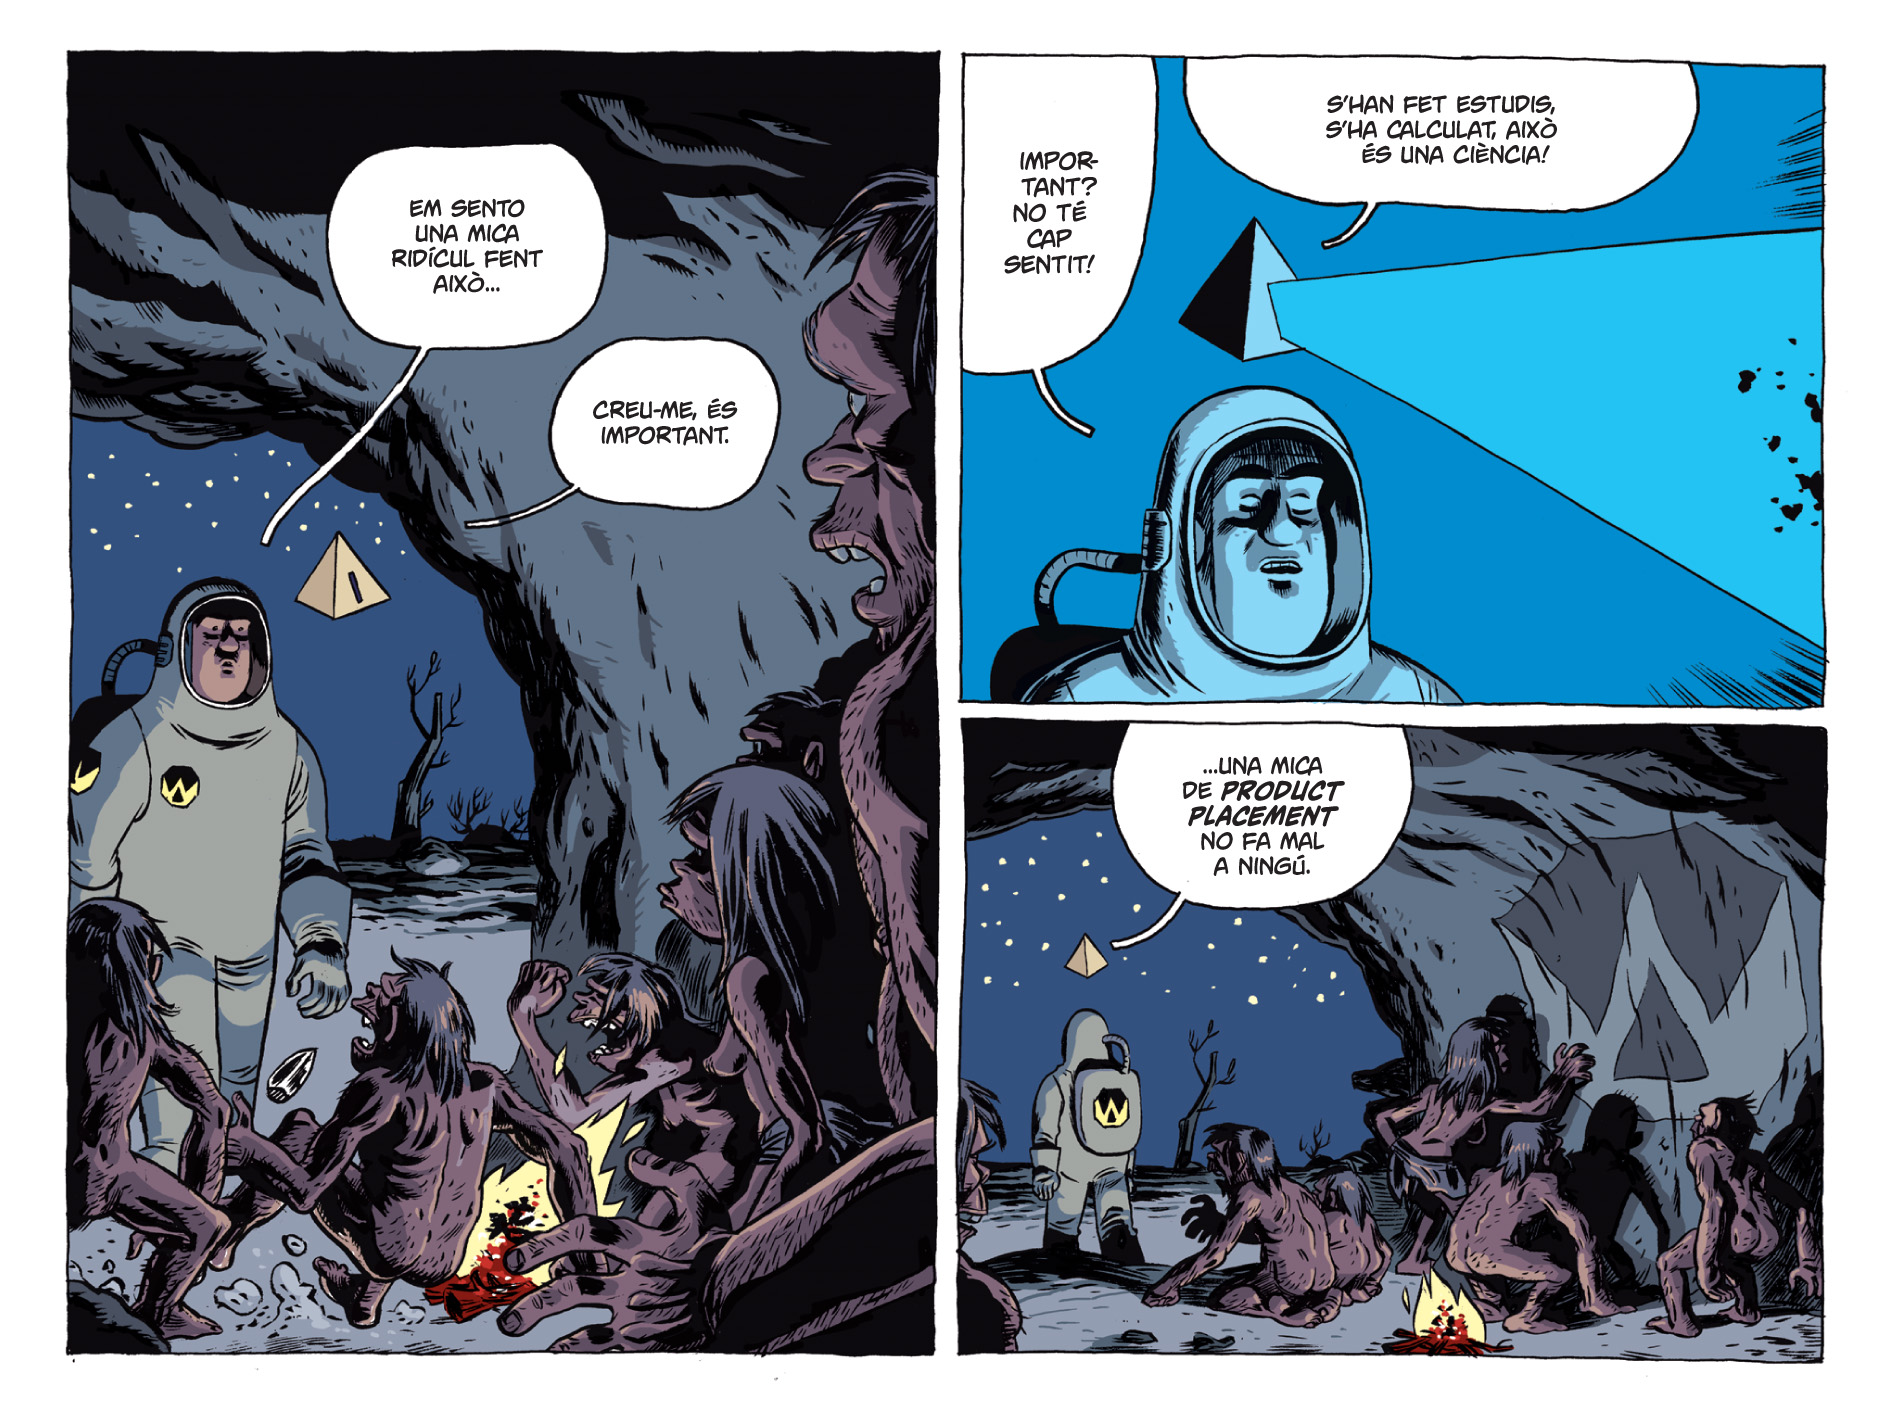 EM SENTO
UNA MICA
RIDÍCUL FENT
AIXÒ...
CREU-ME, ÉS
IMPORTANT.
IMPOR-
TANT?
NO TÉ
CAP
SENTIT!
S'HAN FET ESTUDIS,
S'HA CALCULAT, AIXÒ
ÉS UNA CIÈNCIA!
...UNA MICA
DE PRODUCT
PLACEMENT
NO FA MAL
A NINGÚ.